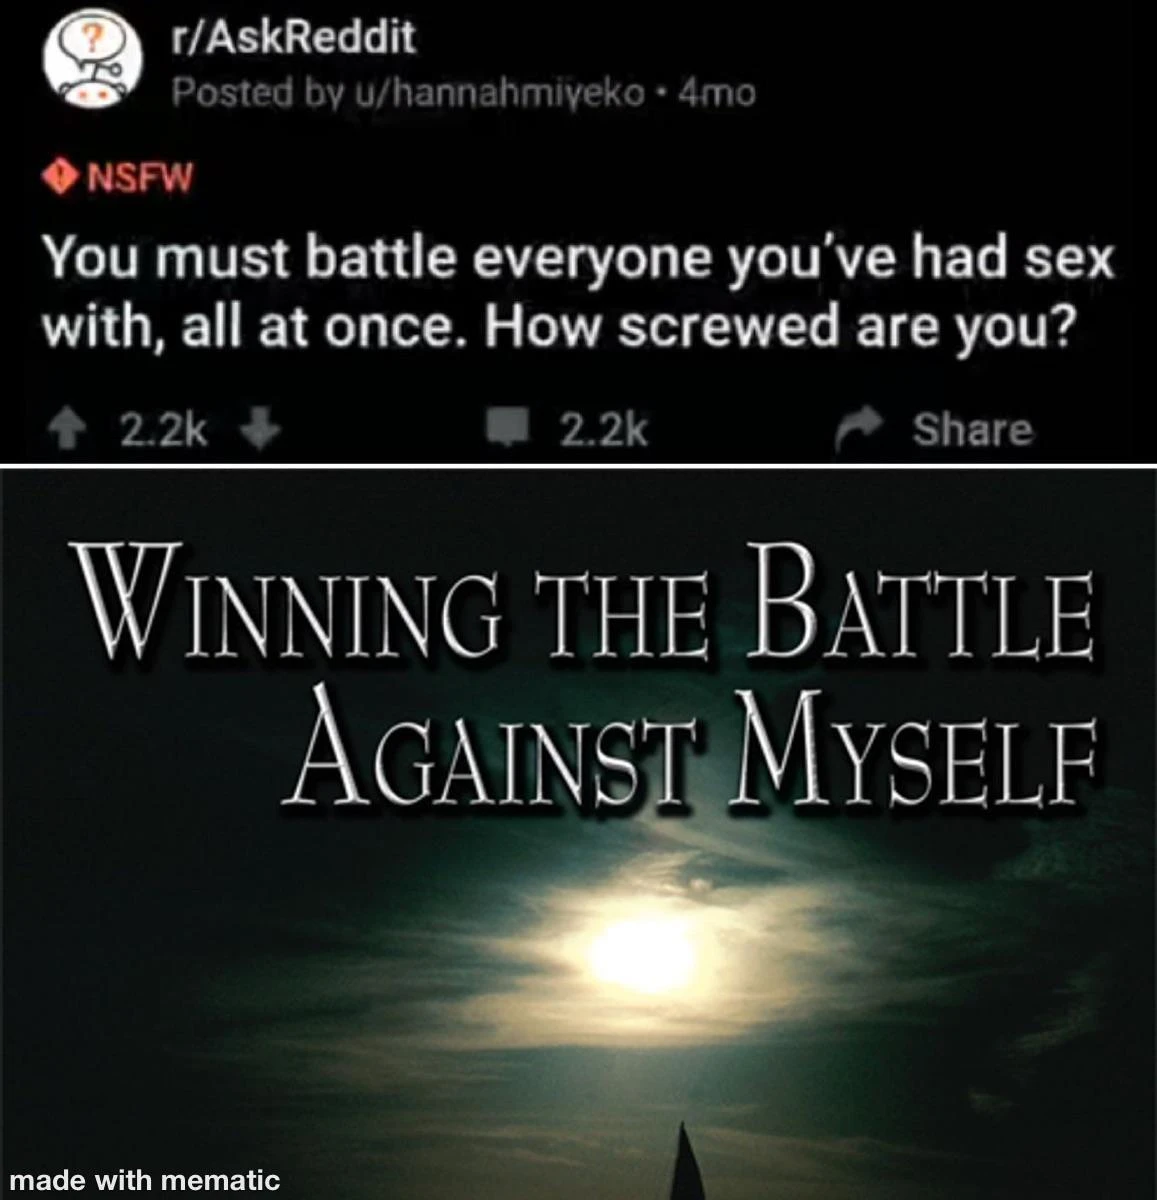 r/AskReddit
Posted by u/hannahmiyeko • 4mo
NSFW
You must battle everyone you've had sex
with, all at once. How screwed are you?
2.2k 2.2k Share
WINNING THE BATTLE
AGAINST MYSELF
made with mematic